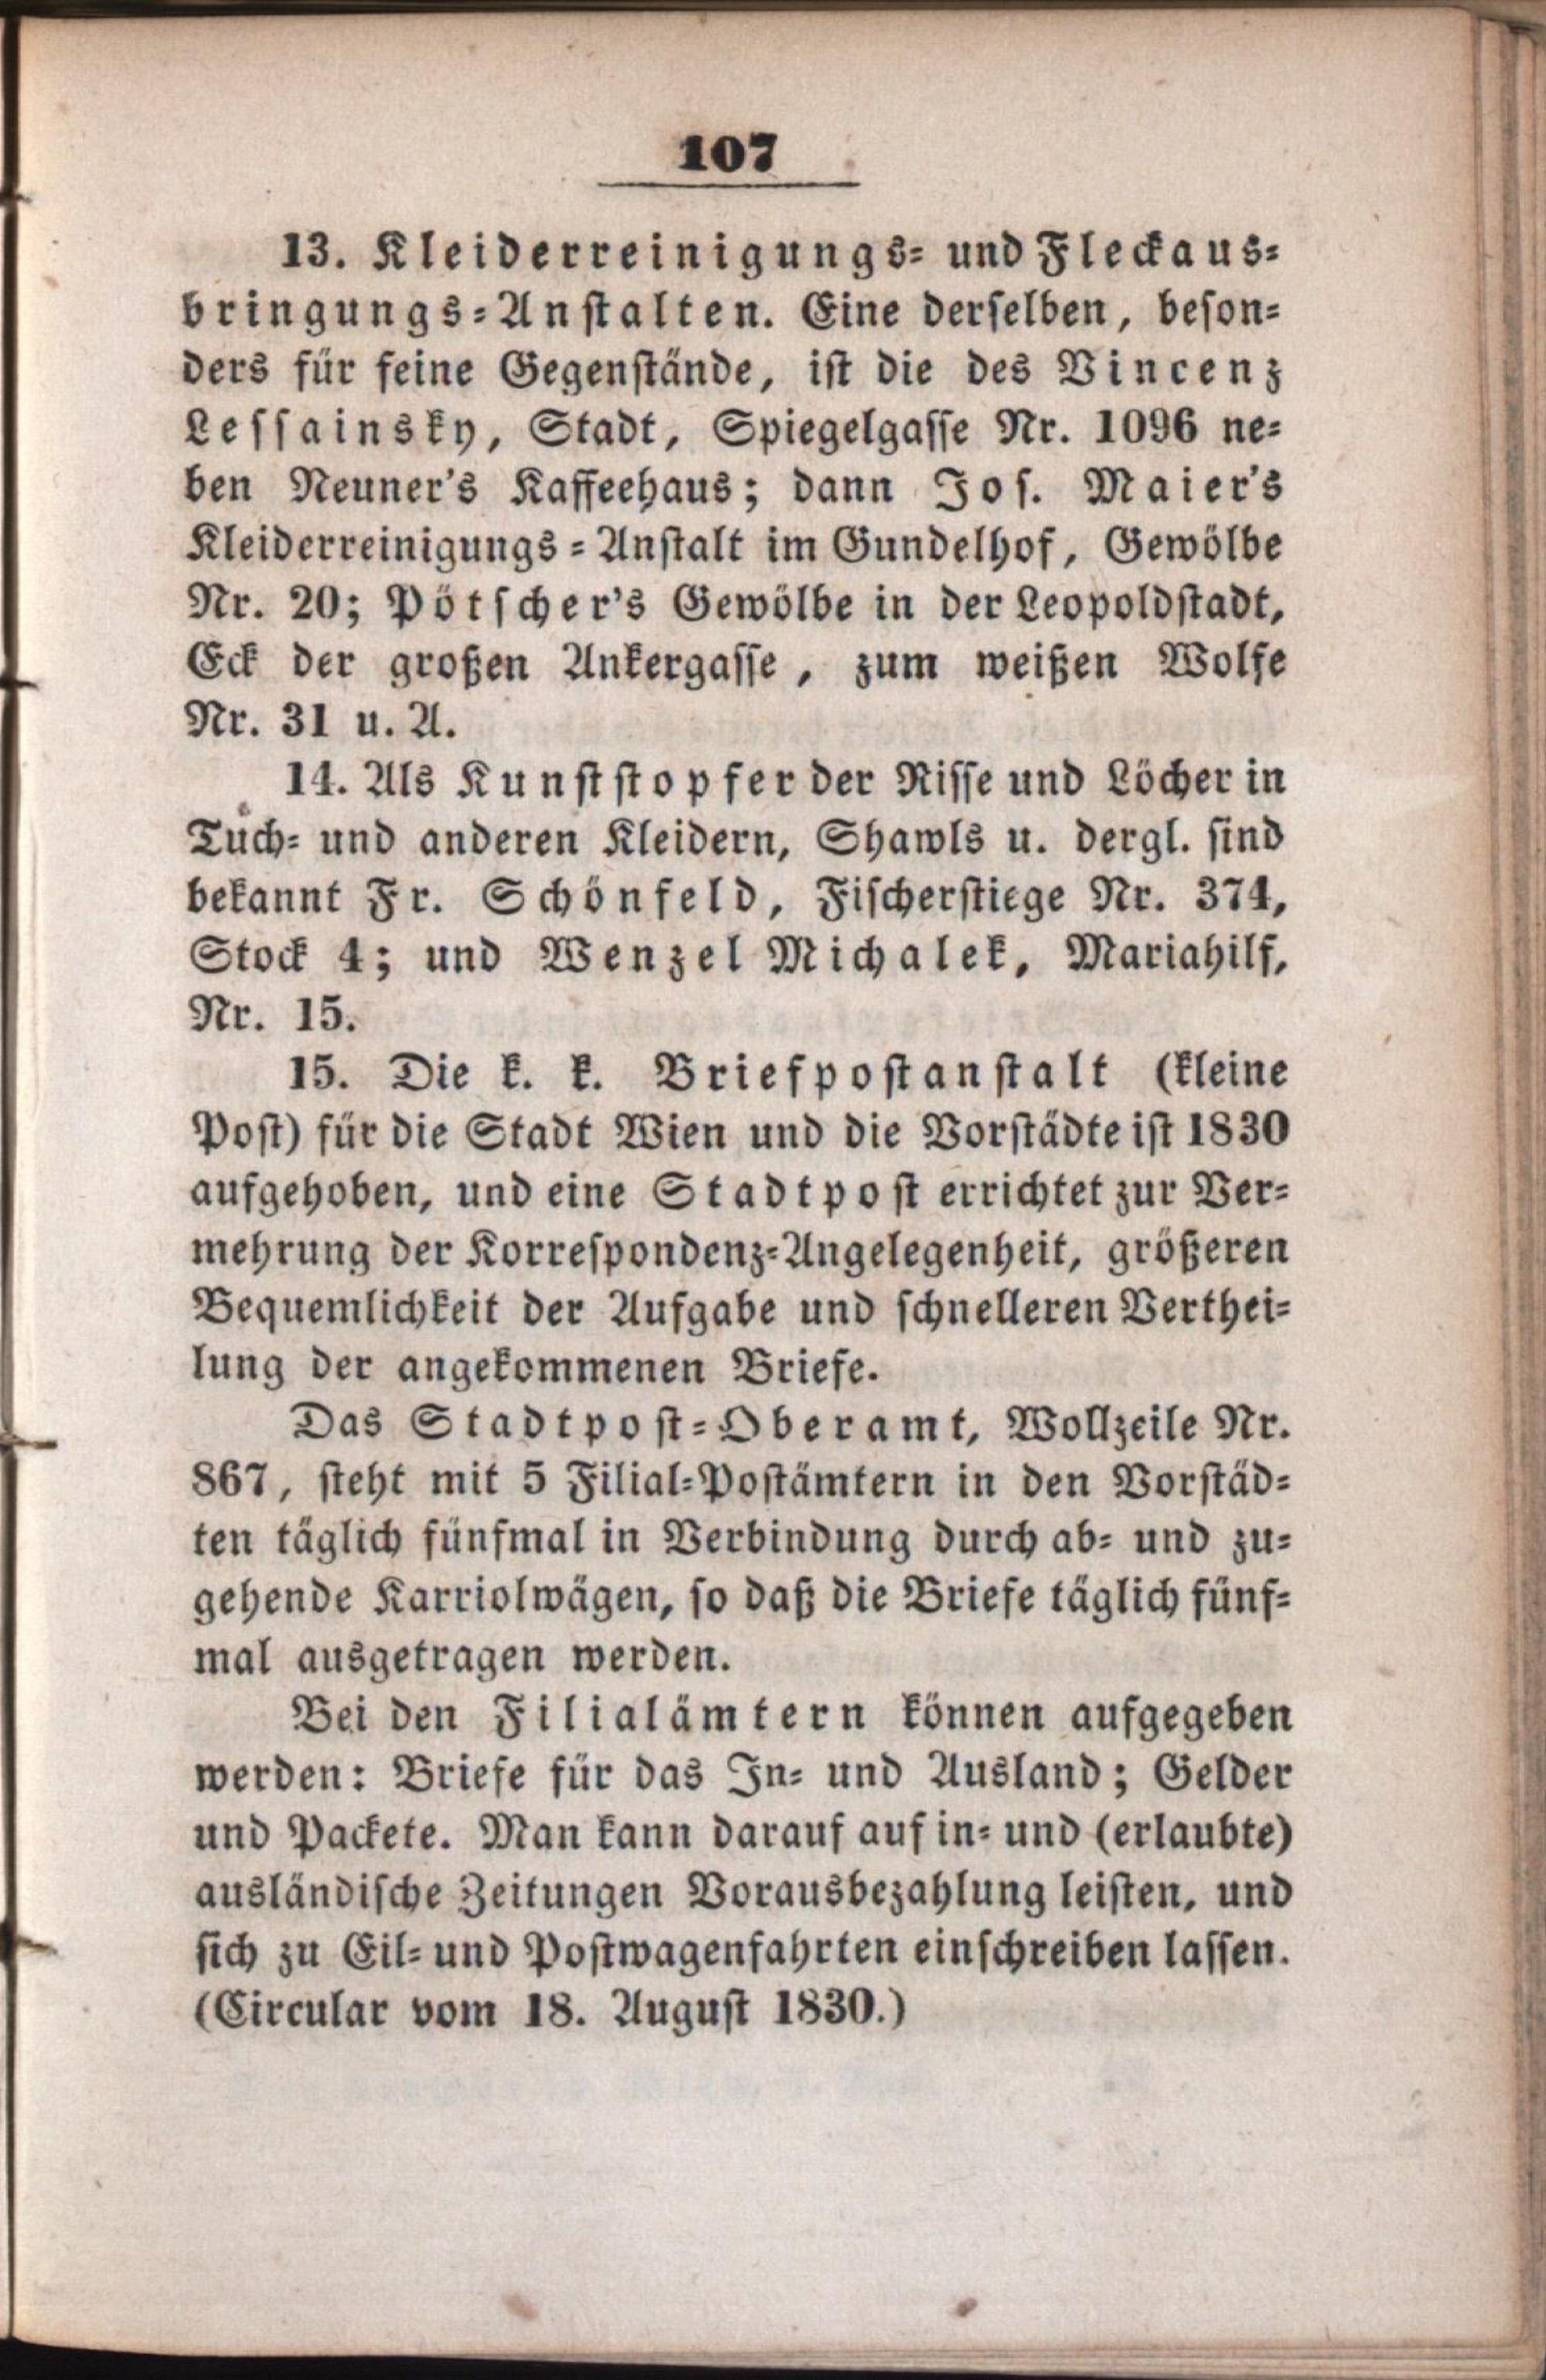 107
13. Kleiderreinigungs- und Fleckaus-
bringungs-Anstalten. Eine derselben, beson-
ders für feine Gegenstände, ist die des Vincenz
Lessainsky, Stadt, Spiegelgasse Nr. 1096 ne-
ben Neuner's Kaffeehaus; dann Jos. Maier's
Kleiderreinigungs-Anstalt im Gundelhof, Gewölbe
Nr. 20; Pötscher's Gewölbe in der Leopoldstadt,
Eck der großen Ankergasse, zum weißen Wolfe
Nr. 31 u. A.
14. Als Kunststopfer der Risse und Löcher in
Tuch- und anderen Kleidern, Shawls u. dergl. sind
bekannt Fr. Schönfeld, Fischerstiege Nr. 374,
Stock 4; und Wenzel Michalek, Mariahilf,
Nr. 15.
15. Die k. k. Briefpostanstalt (kleine
Post) für die Stadt Wien und die Vorstädte ist 1830
aufgehoben, und eine Stadtpost errichtet zur Ver-
mehrung der Korrespondenz-Angelegenheit, größeren
Bequemlichkeit der Aufgabe und schnelleren Verthei-
lung der angekommenen Briefe.
Das Stadtpost-Oberamt, Wollzeile Nr.
867, steht mit 5 Filial-Postämtern in den Vorstäd-
ten täglich fünfmal in Verbindung durch ab- und zu-
gehende Karriolwägen, so daß die Briefe täglich fünf-
mal ausgetragen werden.
Bei den Filialämtern können aufgegeben
werden: Briefe für das In- und Ausland; Gelder
und Packete. Man kann darauf auf in- und (erlaubte)
ausländische Zeitungen Vorausbezahlung leisten, und
sich zu Eil- und Postwagenfahrten einschreiben lassen.
(Circular vom 18. August 1830.)